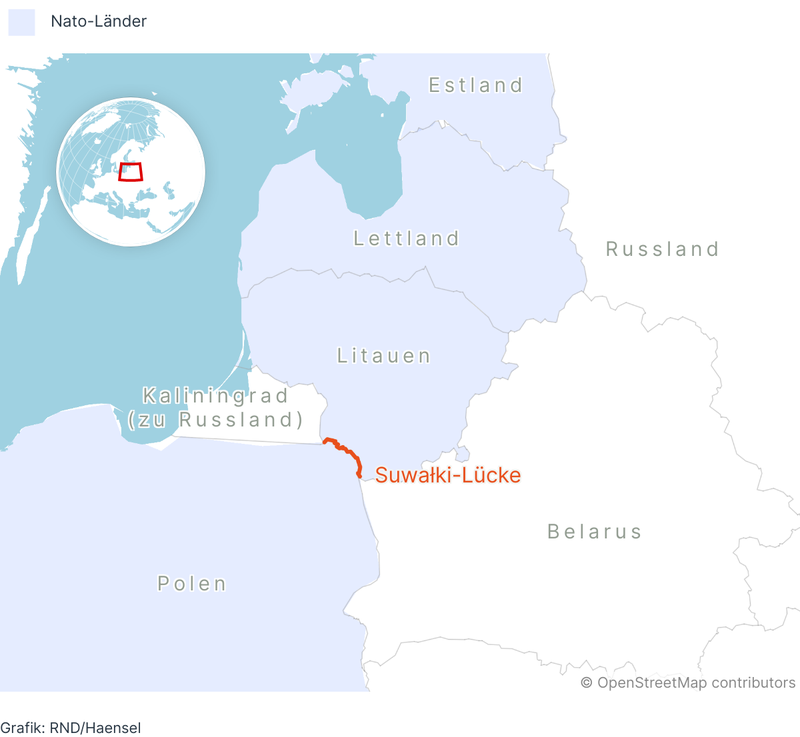 Nato-Länder
Estland
Lettland
Russland
Litauen
Kaliningrad
(zu Russland)
Suwałki-Lücke
Belarus
Polen
© OpenStreetMap contributors
Grafik: RND/Haensel